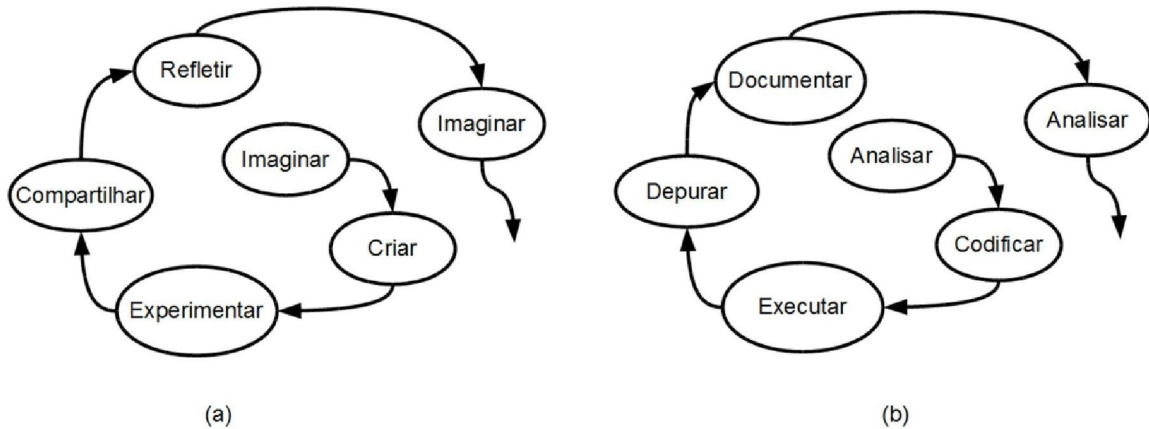 Refletir
Imaginar
Imaginar
Compartilhar
Criar
Experimentar
(a)
Documentar
Analisar
Analisar
Depurar
Codificar
Executar
(b)